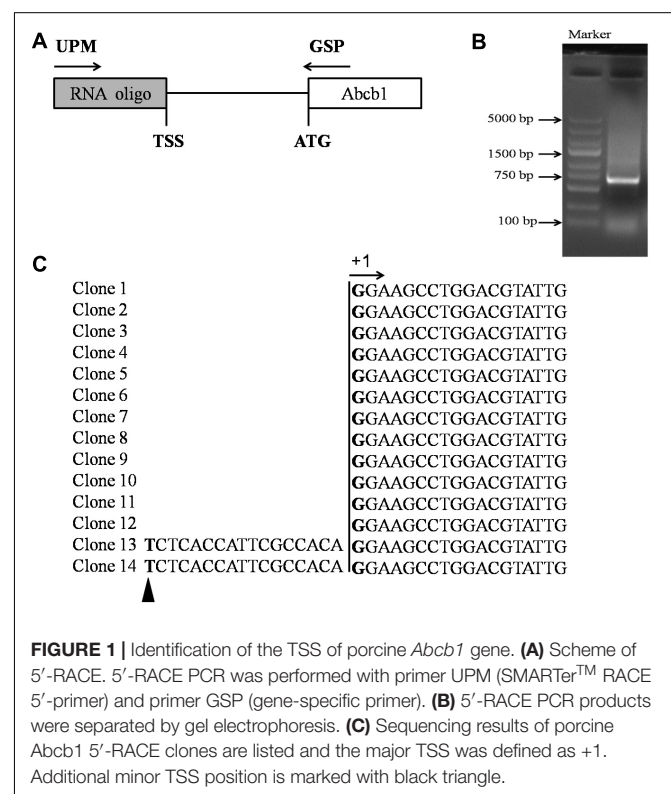 A
UPM
GSP
RNA oligo
Abcb1
TSS
ATG
B
Marker
5000 bp
1500 bp
750 bp
100 bp
C
+1
Clone 1 GGAAGCCTGGACGTATTG
Clone 2 GGAAGCCTGGACGTATTG
Clone 3 GGAAGCCTGGACGTATTG
Clone 4 GGAAGCCTGGACGTATTG
Clone 5 GGAAGCCTGGACGTATTG
Clone 6 GGAAGCCTGGACGTATTG
Clone 7 GGAAGCCTGGACGTATTG
Clone 8 GGAAGCCTGGACGTATTG
Clone 9 GGAAGCCTGGACGTATTG
Clone 10 GGAAGCCTGGACGTATTG
Clone 11 GGAAGCCTGGACGTATTG
Clone 12 GGAAGCCTGGACGTATTG
Clone 13 TCTCACCATTCGCCACA GGAAGCCTGGACGTATTG
Clone 14 TCTCACCATTCGCCACA GGAAGCCTGGACGTATTG
FIGURE 1 | Identification of the TSS of porcine Abcb1 gene. (A) Scheme of
5′-RACE. 5′-RACE PCR was performed with primer UPM (SMARTer™ RACE
5′-primer) and primer GSP (gene-specific primer). (B) 5′-RACE PCR products
were separated by gel electrophoresis. (C) Sequencing results of porcine
Abcb1 5′-RACE clones are listed and the major TSS was defined as +1.
Additional minor TSS position is marked with black triangle.